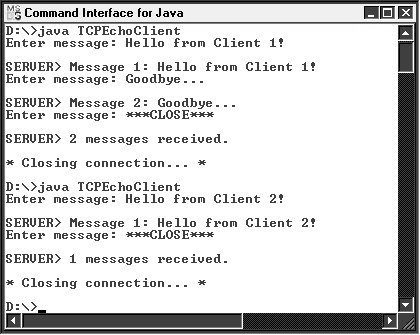 Command Interface for Java
D:\>java TCPEchoClient
Enter message: Hello from Client 1!
SERVER> Message 1: Hello from Client 1!
Enter message: Goodbye...
SERVER> Message 2: Goodbye...
Enter message: ***CLOSE***
SERVER> 2 messages received.
* Closing connection... *
D:\>java TCPEchoClient
Enter message: Hello from Client 2!
SERVER> Message 1: Hello from Client 2!
Enter message: ***CLOSE***
SERVER> 1 messages received.
* Closing connection... *
D:\>_